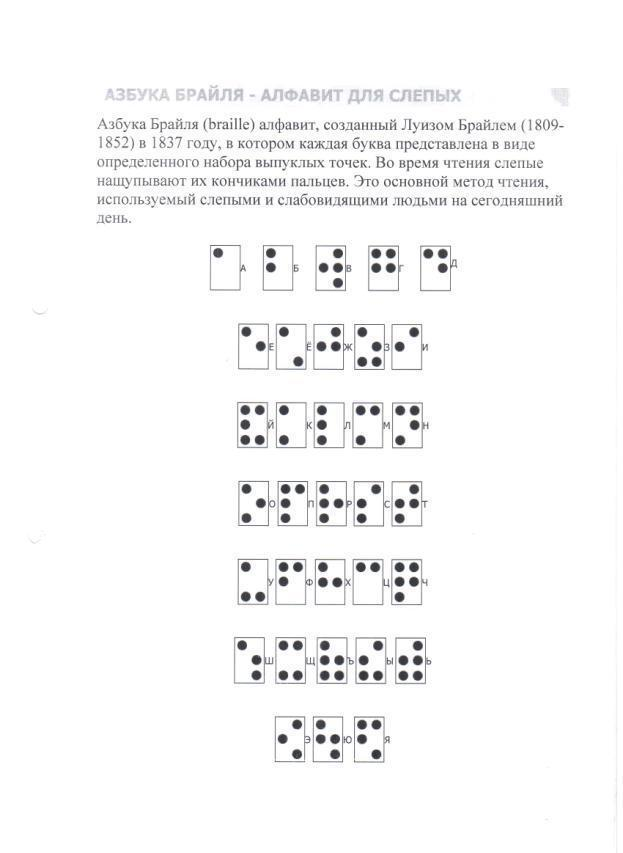 АЗБУКА БРАЙЛЯ - АЛФАВИТ ДЛЯ СЛЕПЫХ
Азбука Брайля (braille) алфавит, созданный Луизом Брайлем (1809-
1852) в 1837 году, в котором каждая буква представлена в виде
определенного набора выпуклых точек. Во время чтения слепые
нащупывают их кончиками пальцев. Это основной метод чтения,
используемый слепыми и слабовидящими людьми на сегодняшний
день.
А Б В Г Д
Е Ё Ж З И
Й К Л М Н
О П Р С Т
У Ф Х Ц Ч
Ш Щ Ъ Ы Ь
Э Ю Я